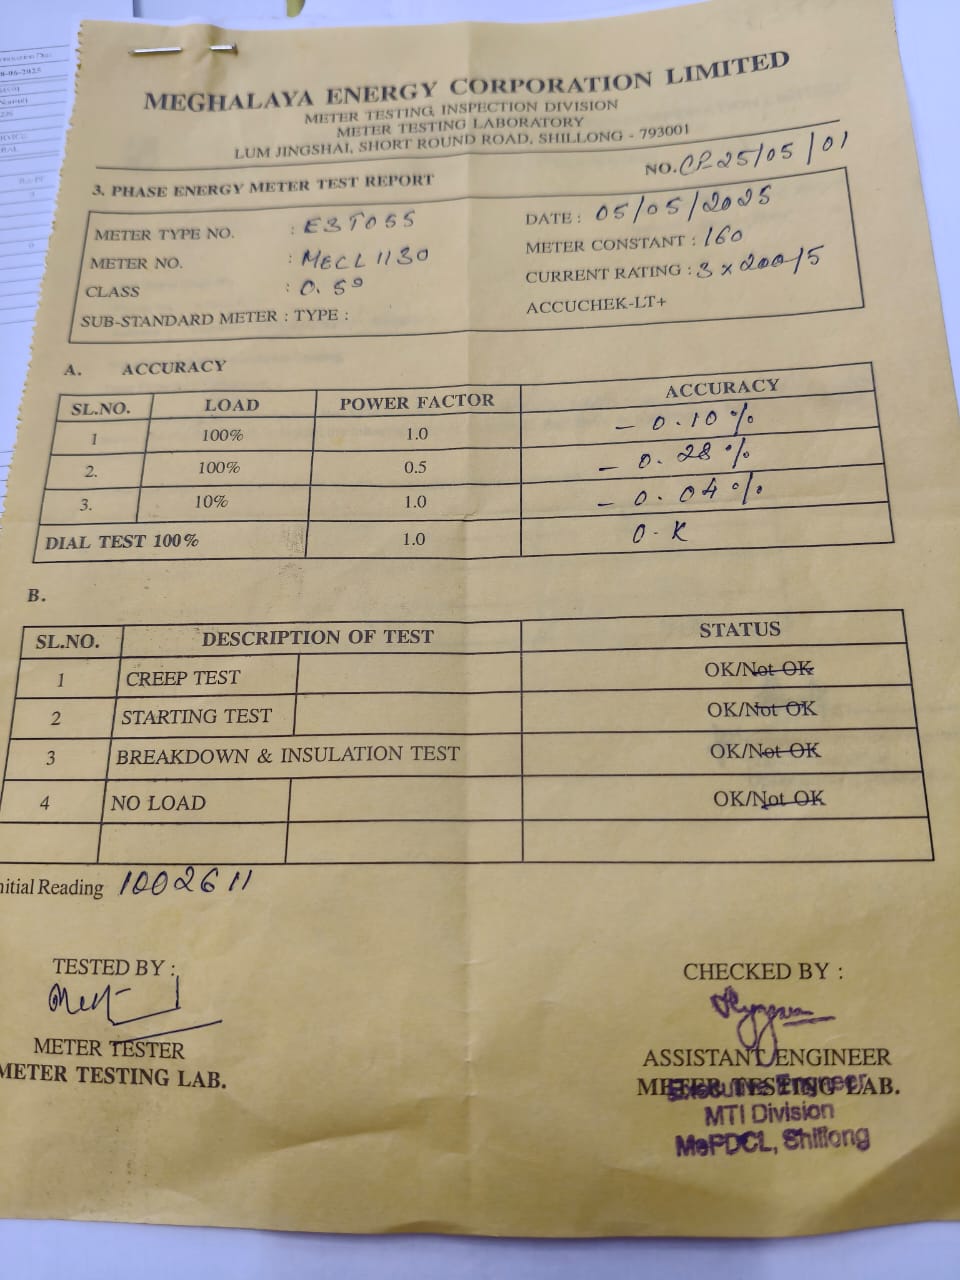 MEGHALAYA ENERGY CORPORATION LIMITED
METER TESTING, INSPECTION DIVISION
METER TESTING LABORATORY
LUM JINGSHAI, SHORT ROUND ROAD, SHILLONG - 793001
NO. CP25/05/01
3. PHASE ENERGY METER TEST REPORT
METER TYPE NO. : E3T055
DATE : 05/05/2025
METER NO. : MECL1130
METER CONSTANT : 160
CLASS : 0.5s
CURRENT RATING : 3 x 200/5
SUB-STANDARD METER : TYPE :
ACCUCHEK-LT+
A. ACCURACY
SL.NO. LOAD POWER FACTOR ACCURACY
1 100% 1.0 - 0.10 %
2. 100% 0.5 - 0.28 %
3. 10% 1.0 - 0.04 %
DIAL TEST 100% 1.0 O.K
B.
SL.NO. DESCRIPTION OF TEST STATUS
1 CREEP TEST OK/Not OK
2 STARTING TEST OK/Not OK
3 BREAKDOWN & INSULATION TEST OK/Not OK
4 NO LOAD OK/Not OK
nitial Reading 1002611
TESTED BY :
CHECKED BY :
METER TESTER
METER TESTING LAB.
ASSISTANT ENGINEER
METER TESTING LAB.
Executive Engineer
MTI Division
MePDCL, Shillong